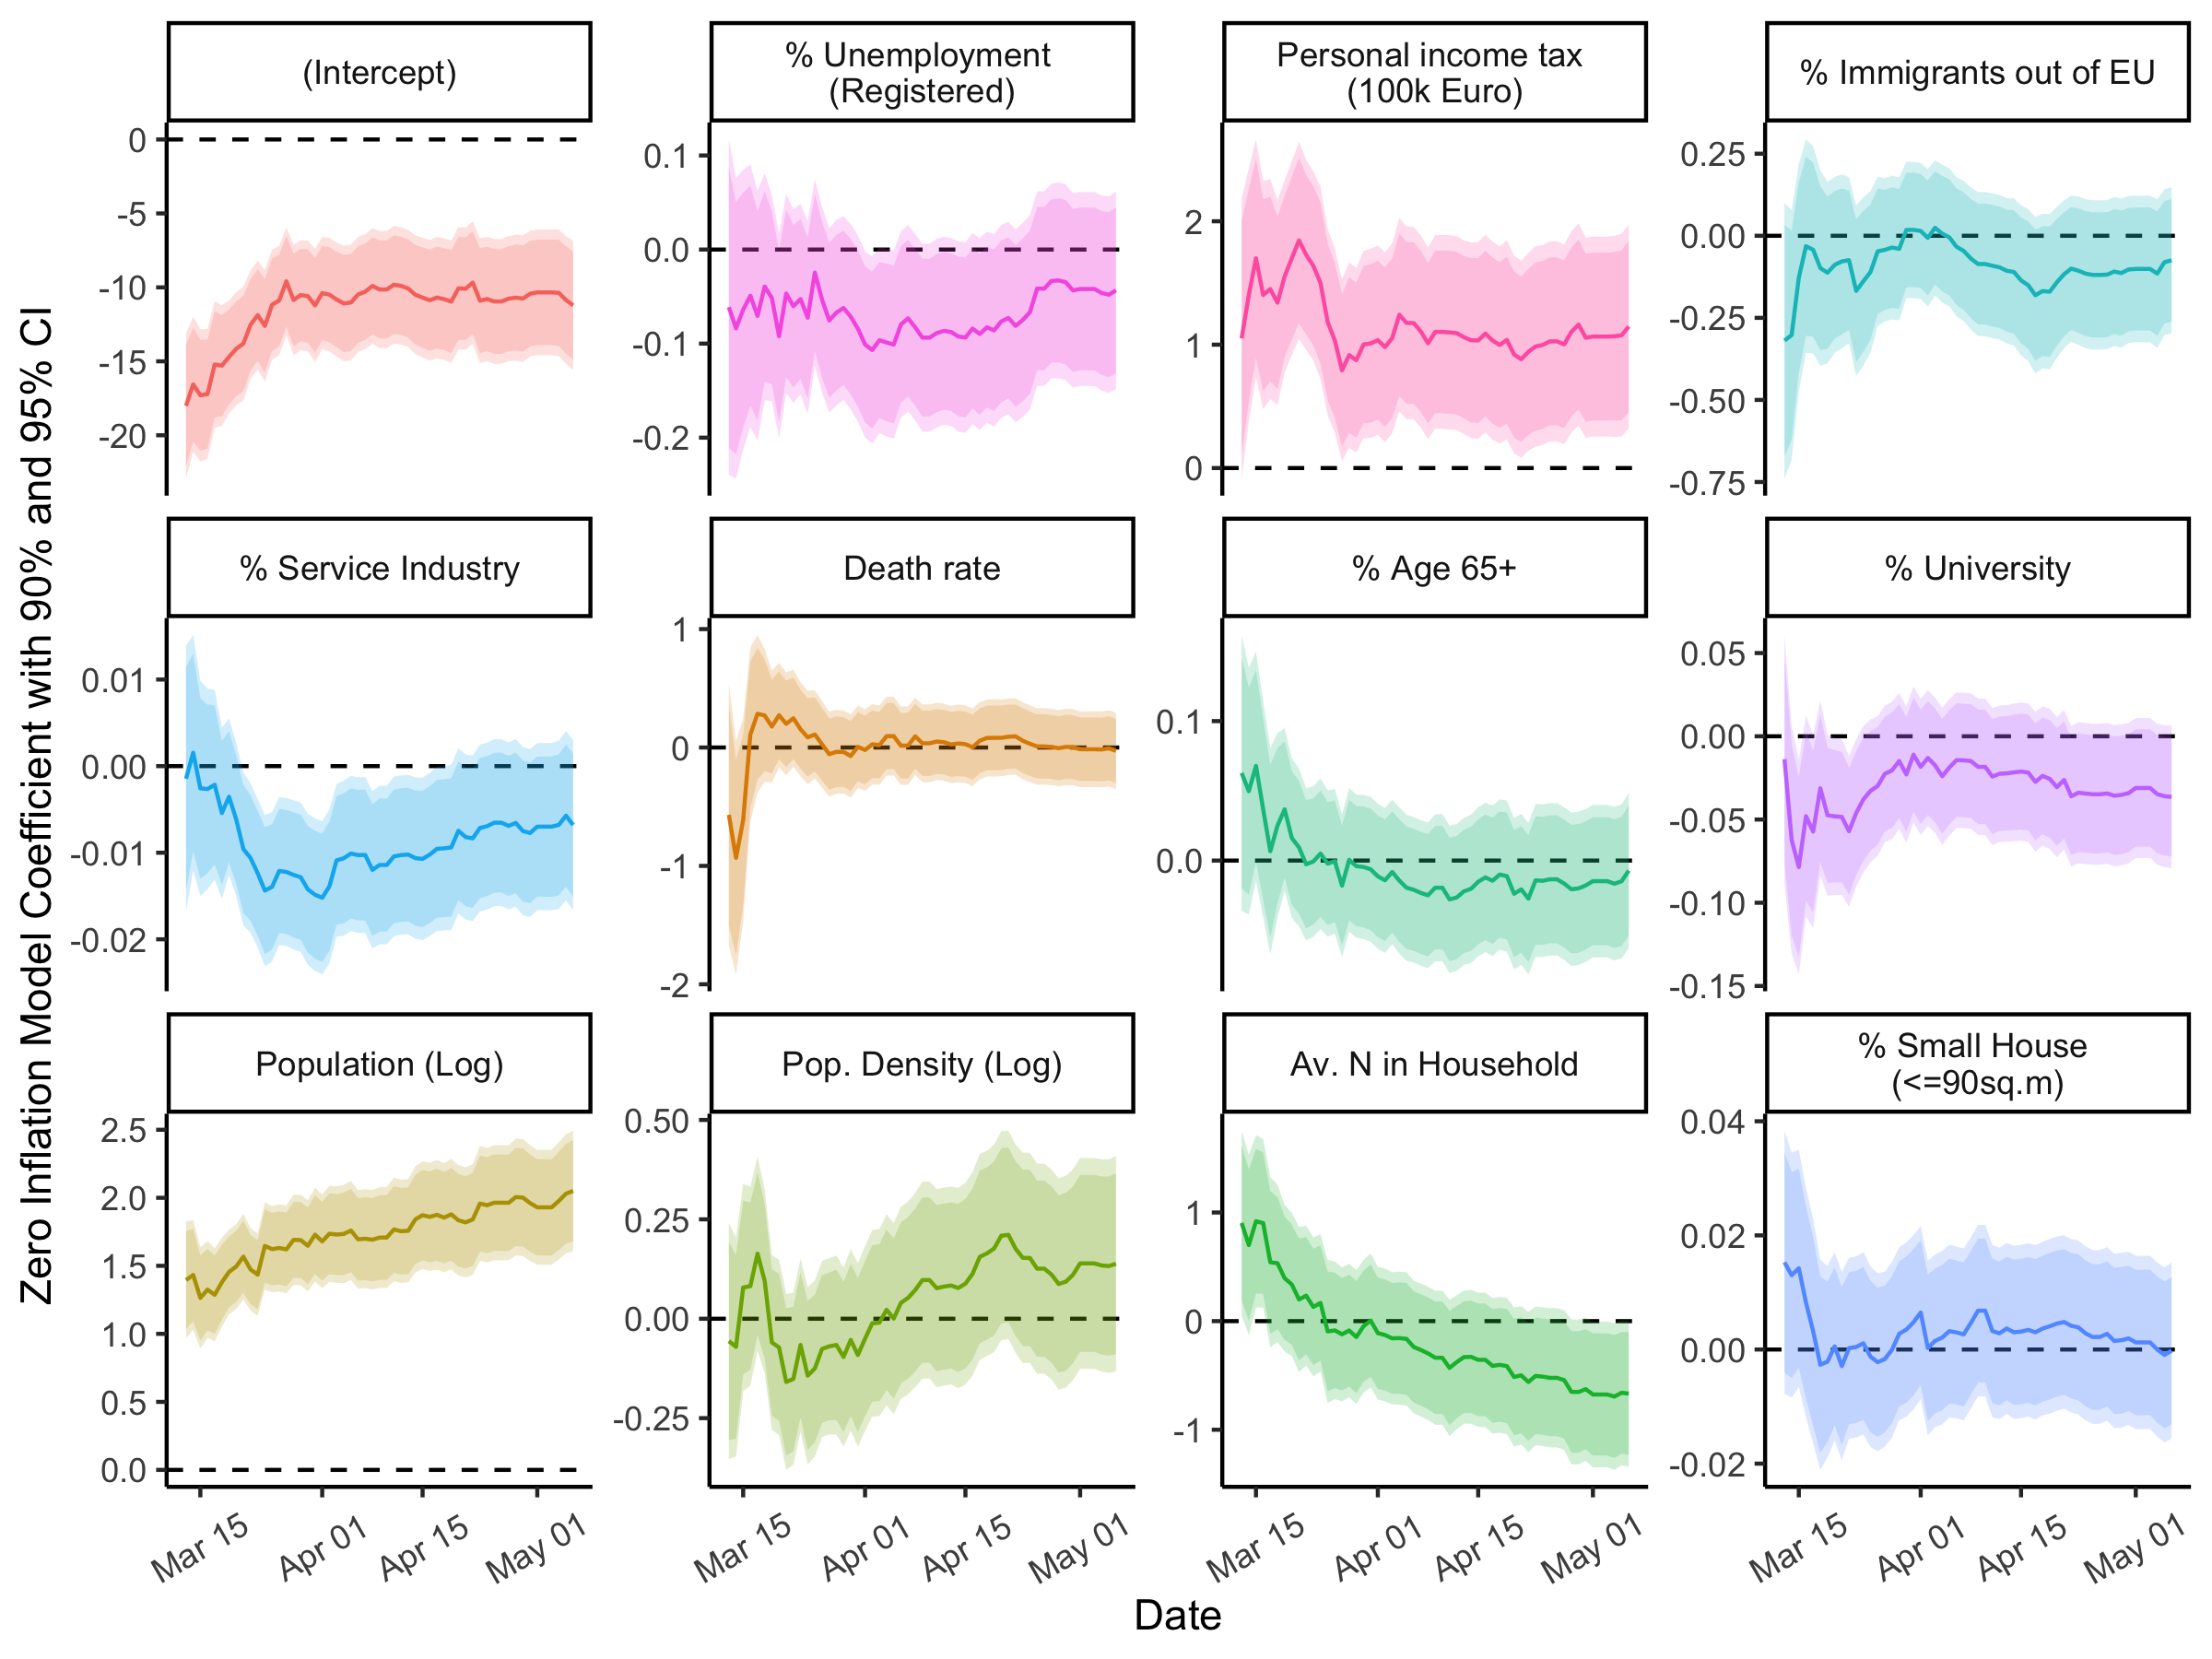 Zero Inflation Model Coefficient with 90% and 95% CI
(Intercept)
0
-5
-10
-15
-20
% Unemployment
(Registered)
0.1
0.0
-0.1
-0.2
Personal income tax
(100k Euro)
2
1
0
% Immigrants out of EU
0.25
0.00
-0.25
-0.50
-0.75
% Service Industry
0.01
0.00
-0.01
-0.02
Death rate
1
0
-1
-2
% Age 65+
0.1
0.0
% University
0.05
0.00
-0.05
-0.10
-0.15
Population (Log)
2.5
2.0
1.5
1.0
0.5
0.0
Pop. Density (Log)
0.50
0.25
0.00
-0.25
Av. N in Household
1
0
-1
% Small House
(<=90sq.m)
0.04
0.02
0.00
-0.02
Mar 15 Apr 01 Apr 15 May 01
Mar 15 Apr 01 Apr 15 May 01
Mar 15 Apr 01 Apr 15 May 01
Mar 15 Apr 01 Apr 15 May 01
Date